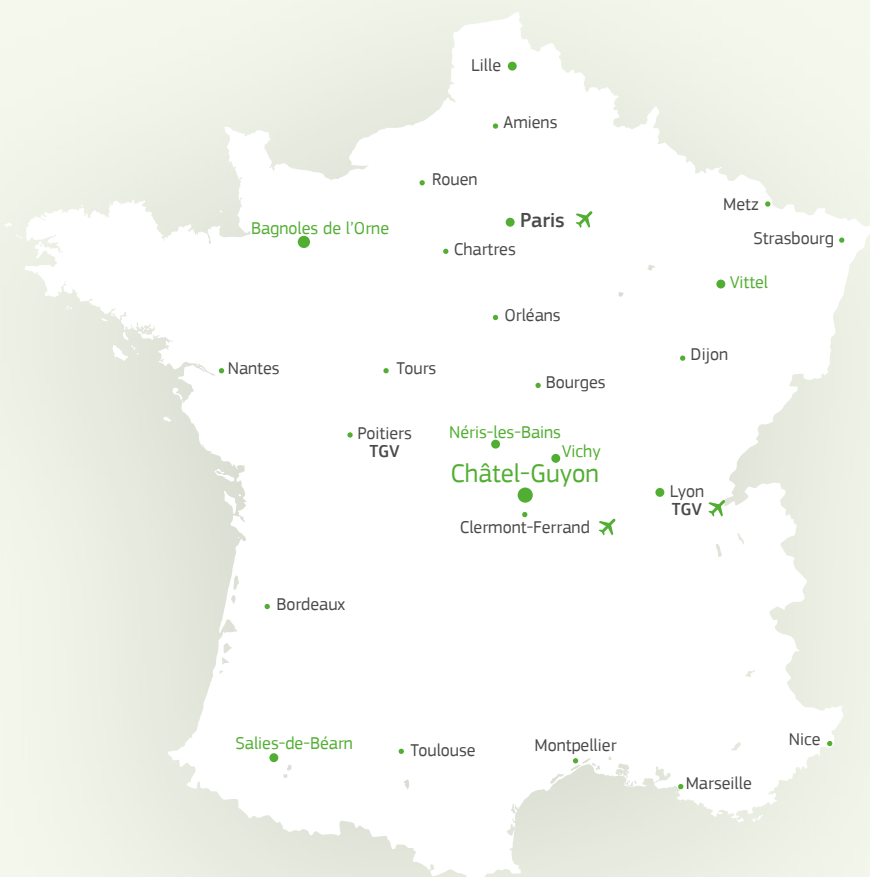 Lille
Amiens
Rouen
Metz
Paris
Bagnoles de l'Orne
Strasbourg
Chartres
Vittel
Orléans
Dijon
Nantes
Tours
Bourges
Poitiers
TGV
Néris-les-Bains
Vichy
Châtel-Guyon
Lyon
TGV
Clermont-Ferrand
Bordeaux
Salies-de-Béarn
Toulouse
Montpellier
Nice
Marseille